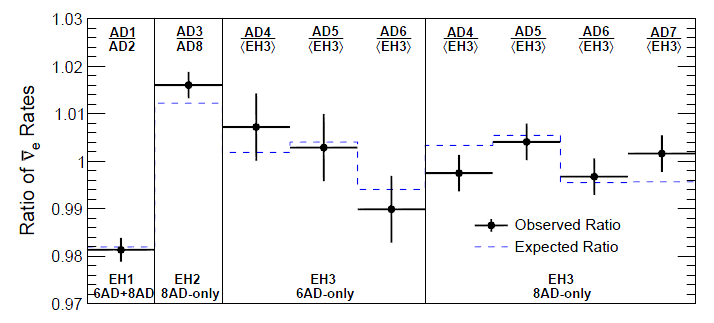 1.03
1.02
1.01
1
0.99
0.98
0.97
Ratio of ν̅e Rates
AD1
AD2
AD3
AD8
AD4
⟨EH3⟩
AD5
⟨EH3⟩
AD6
⟨EH3⟩
AD4
⟨EH3⟩
AD5
⟨EH3⟩
AD6
⟨EH3⟩
AD7
⟨EH3⟩
Observed Ratio
Expected Ratio
EH1
6AD+8AD
EH2
8AD-only
EH3
6AD-only
EH3
8AD-only